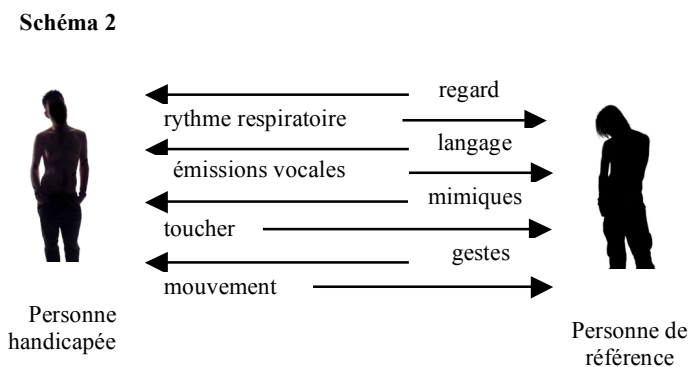 Schéma 2
regard
rythme respiratoire
langage
émissions vocales
mimiques
toucher
gestes
mouvement
Personne
handicapée
Personne de
référence